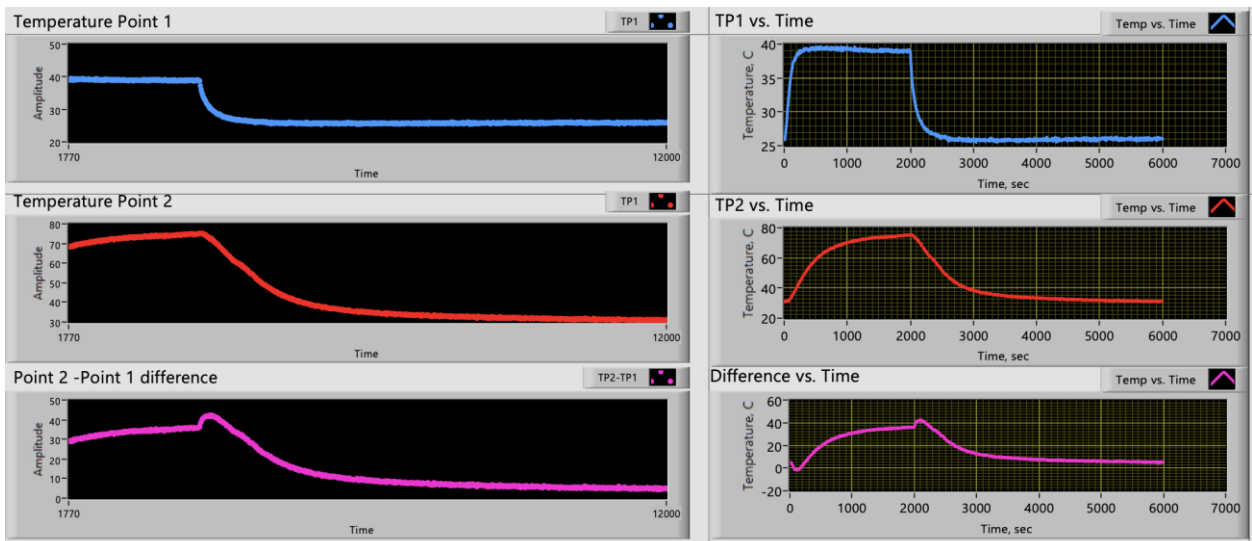 Temperature Point 1
TP1
50
40
30
20
Amplitude
1770
12000
Time
TP1 vs. Time
Temp vs. Time
40
35
30
25
Temperature, C
0 1000 2000 3000 4000 5000 6000 7000
Time, sec
Temperature Point 2
TP1
80
70
60
50
40
30
Amplitude
1770
12000
Time
TP2 vs. Time
Temp vs. Time
80
60
40
20
Temperature, C
0 1000 2000 3000 4000 5000 6000 7000
Time, sec
Point 2 -Point 1 difference
TP2-TP1
50
40
30
20
10
0
Amplitude
1770
12000
Time
Difference vs. Time
Temp vs. Time
60
40
20
0
-20
Temperature, C
0 1000 2000 3000 4000 5000 6000 7000
Time, sec